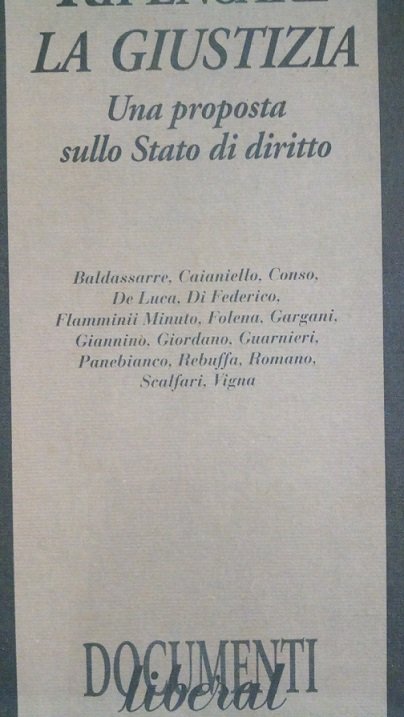 RIPENSARE
LA GIUSTIZIA
Una proposta
sullo Stato di diritto
Baldassarre, Caianiello, Conso,
De Luca, Di Federico,
Flamminii Minuto, Folena, Gargani,
Giannino, Giordano, Guarnieri,
Panebianco, Rebuffa, Romano,
Scalfari, Vigna
DOCUMENTI
liberal